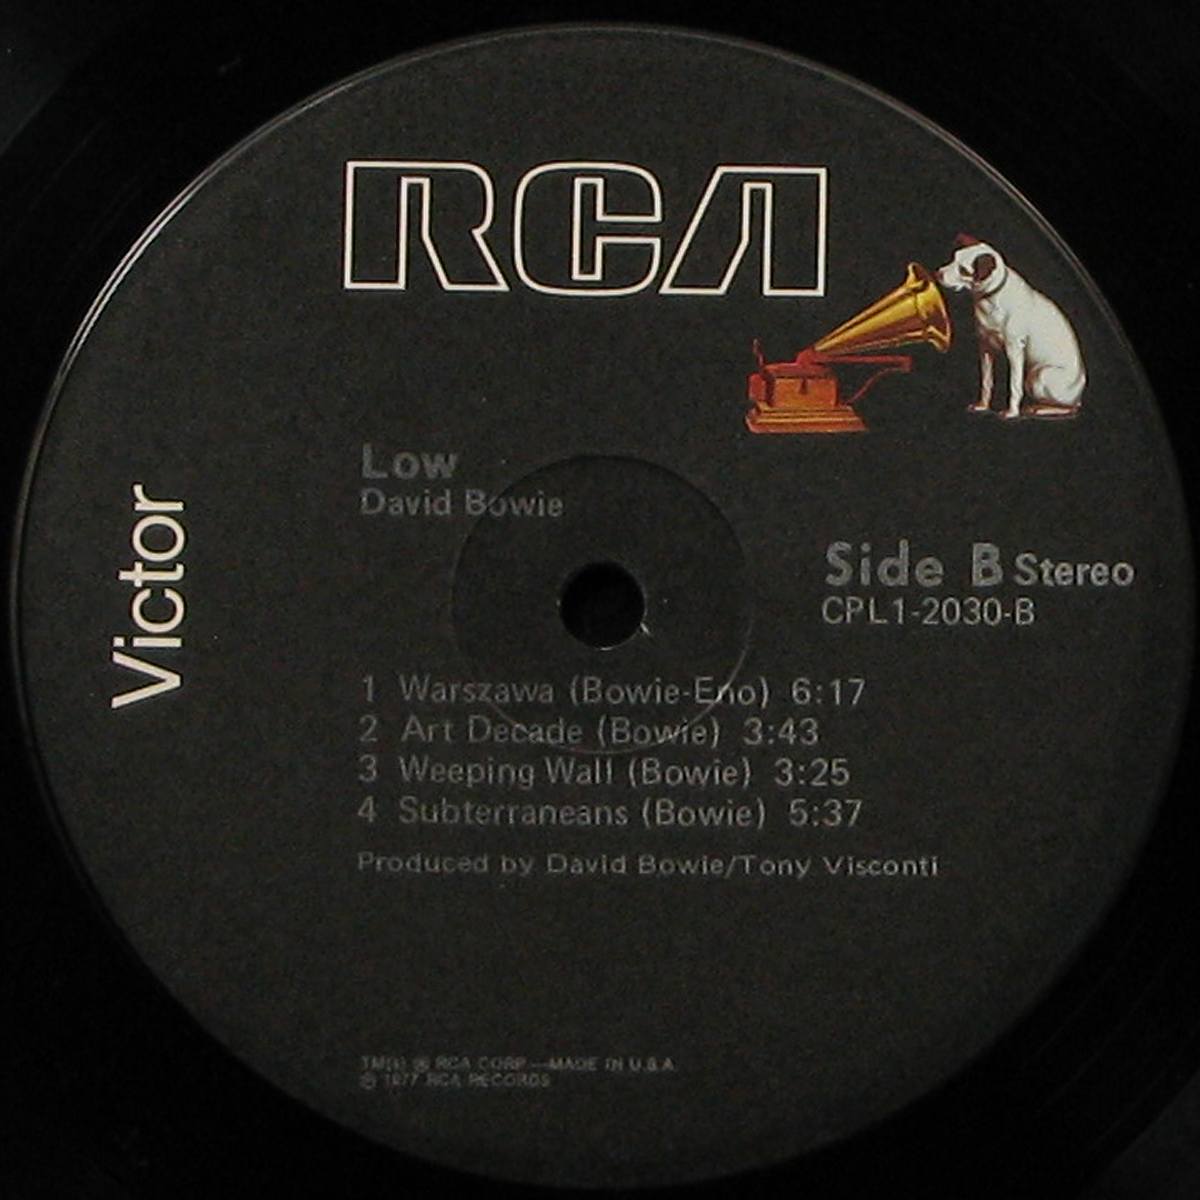 RCA
Victor
Low
David Bowie
Side B Stereo
CPL1-2030-B
1 Warszawa (Bowie-Eno) 6:17
2 Art Decade (Bowie) 3:43
3 Weeping Wall (Bowie) 3:25
4 Subterraneans (Bowie) 5:37
Produced by David Bowie/Tony Visconti
RCA CORP.—MADE IN U.S.A.
1977 RCA RECORDS